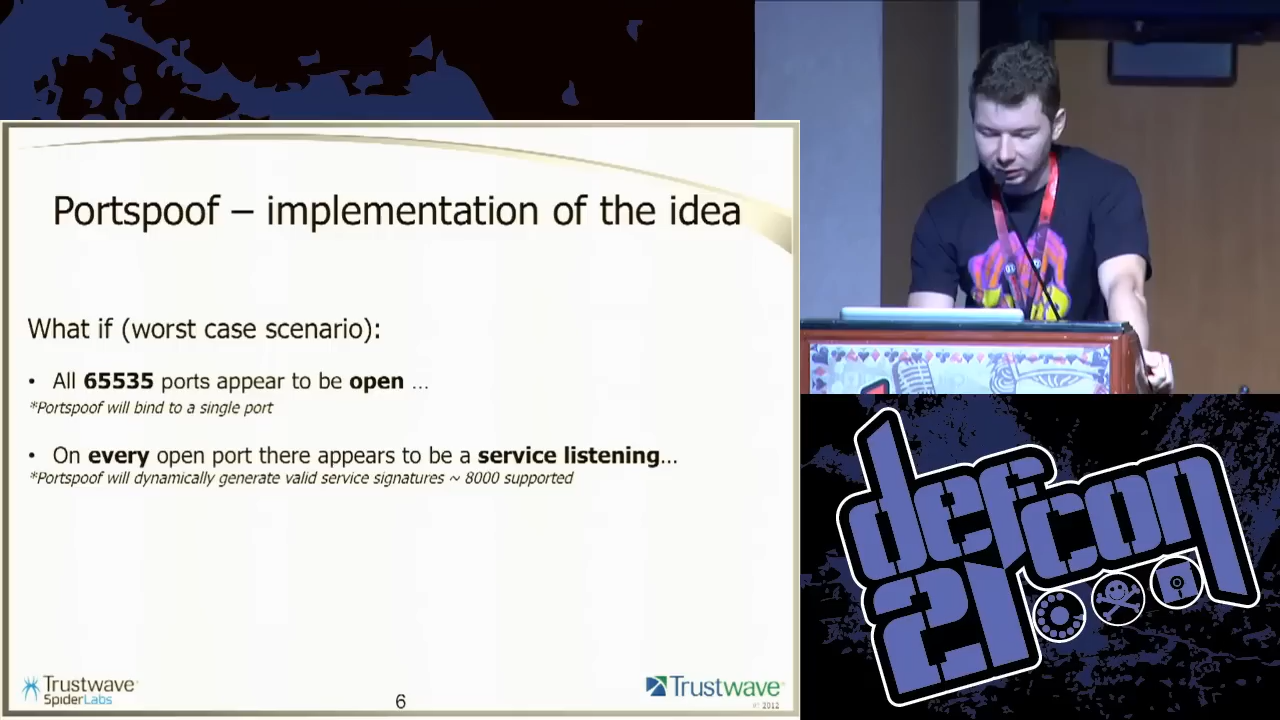 Portspoof – implementation of the idea
What if (worst case scenario):
• All 65535 ports appear to be open ...
*Portspoof will bind to a single port
• On every open port there appears to be a service listening...
*Portspoof will dynamically generate valid service signatures ~ 8000 supported
Trustwave
SpiderLabs
6
Trustwave
© 2012
defcon
21